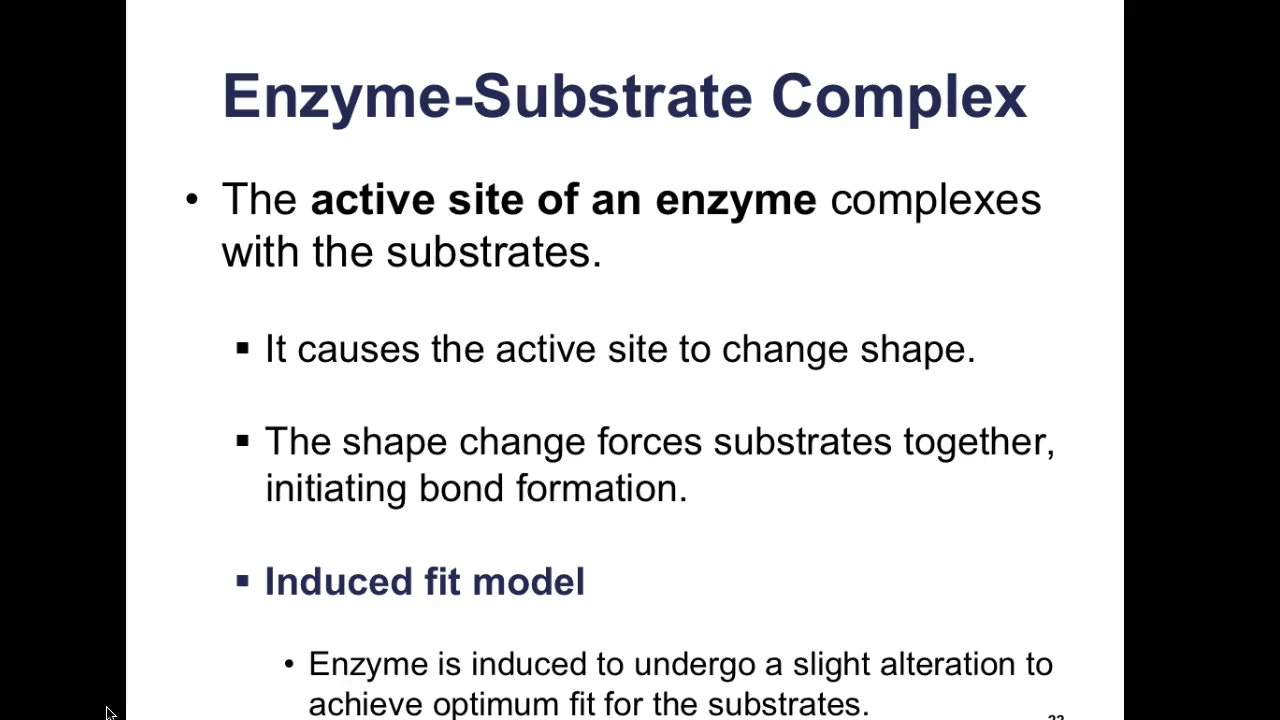 Enzyme-Substrate Complex
• The active site of an enzyme complexes
with the substrates.
▪ It causes the active site to change shape.
▪ The shape change forces substrates together,
initiating bond formation.
▪ Induced fit model
• Enzyme is induced to undergo a slight alteration to
achieve optimum fit for the substrates.